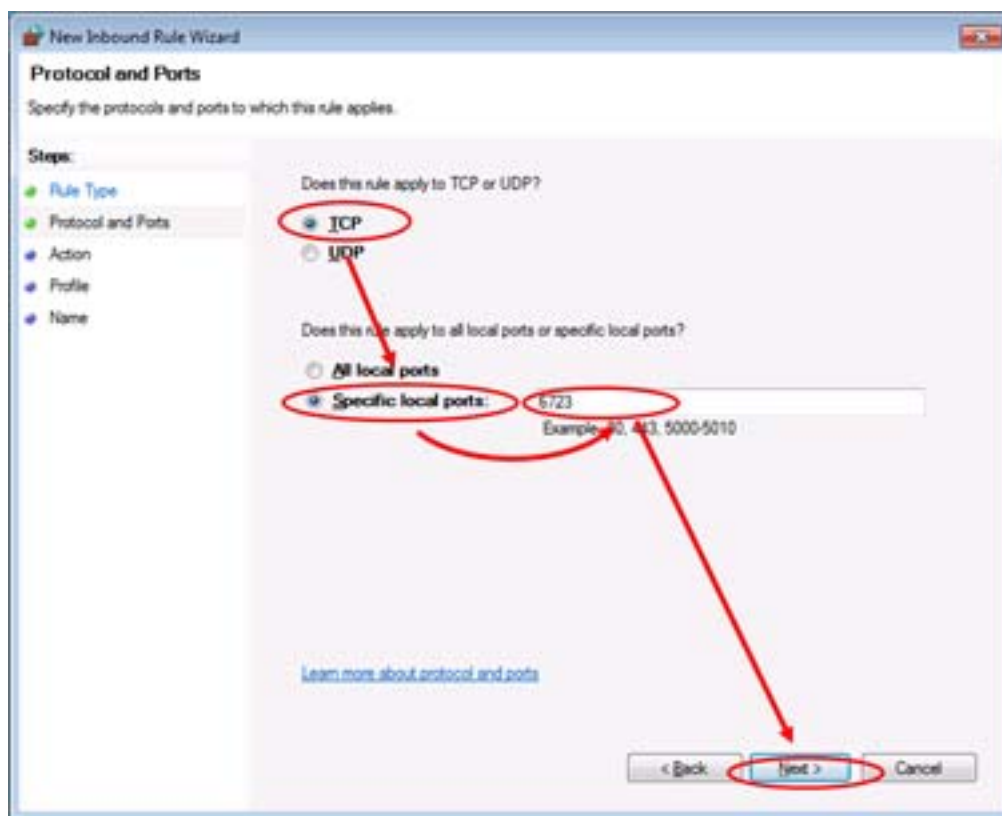 New Inbound Rule Wizard
Protocol and Ports
Specify the protocols and ports to which this rule applies.
Steps:
Rule Type
Protocol and Ports
Action
Profile
Name
Does this rule apply to TCP or UDP?
TCP
UDP
Does this rule apply to all local ports or specific local ports?
All local ports
Specific local ports:
6723
Example: 80, 443, 5000-5010
Learn more about protocol and ports
< Back
Next >
Cancel